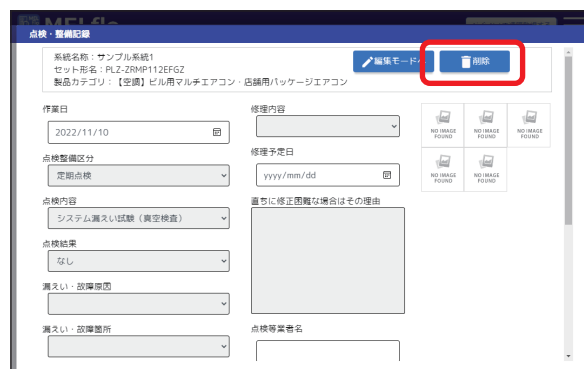 MELflo
点検・整備記録
系統名称：サンプル系統1
セット形名：PLZ-ZRMP112EFGZ
製品カテゴリ：【空調】ビル用マルチエアコン・店舗用パッケージエアコン
編集モードへ
削除
作業日
2022/11/10
点検整備区分
定期点検
点検内容
システム漏えい試験（真空検査）
点検結果
なし
漏えい・故障原因
漏えい・故障箇所
修理内容
修理予定日
yyyy/mm/dd
直ちに修正困難な場合はその理由
点検等業者名
NO IMAGE
FOUND
NO IMAGE
FOUND
NO IMAGE
FOUND
NO IMAGE
FOUND
NO IMAGE
FOUND